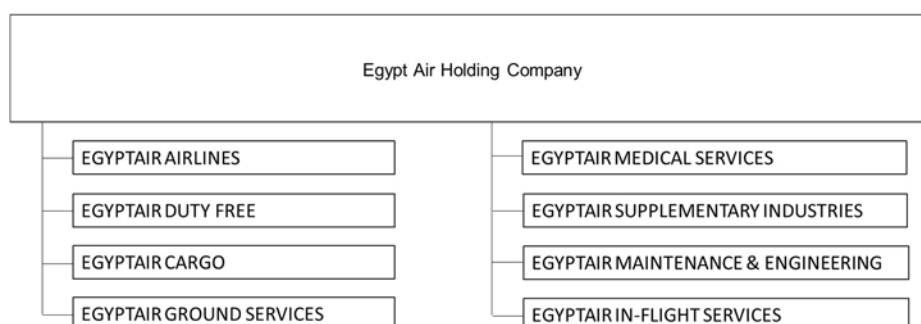 Egypt Air Holding Company
EGYPTAIR AIRLINES
EGYPTAIR DUTY FREE
EGYPTAIR CARGO
EGYPTAIR GROUND SERVICES
EGYPTAIR MEDICAL SERVICES
EGYPTAIR SUPPLEMENTARY INDUSTRIES
EGYPTAIR MAINTENANCE & ENGINEERING
EGYPTAIR IN-FLIGHT SERVICES